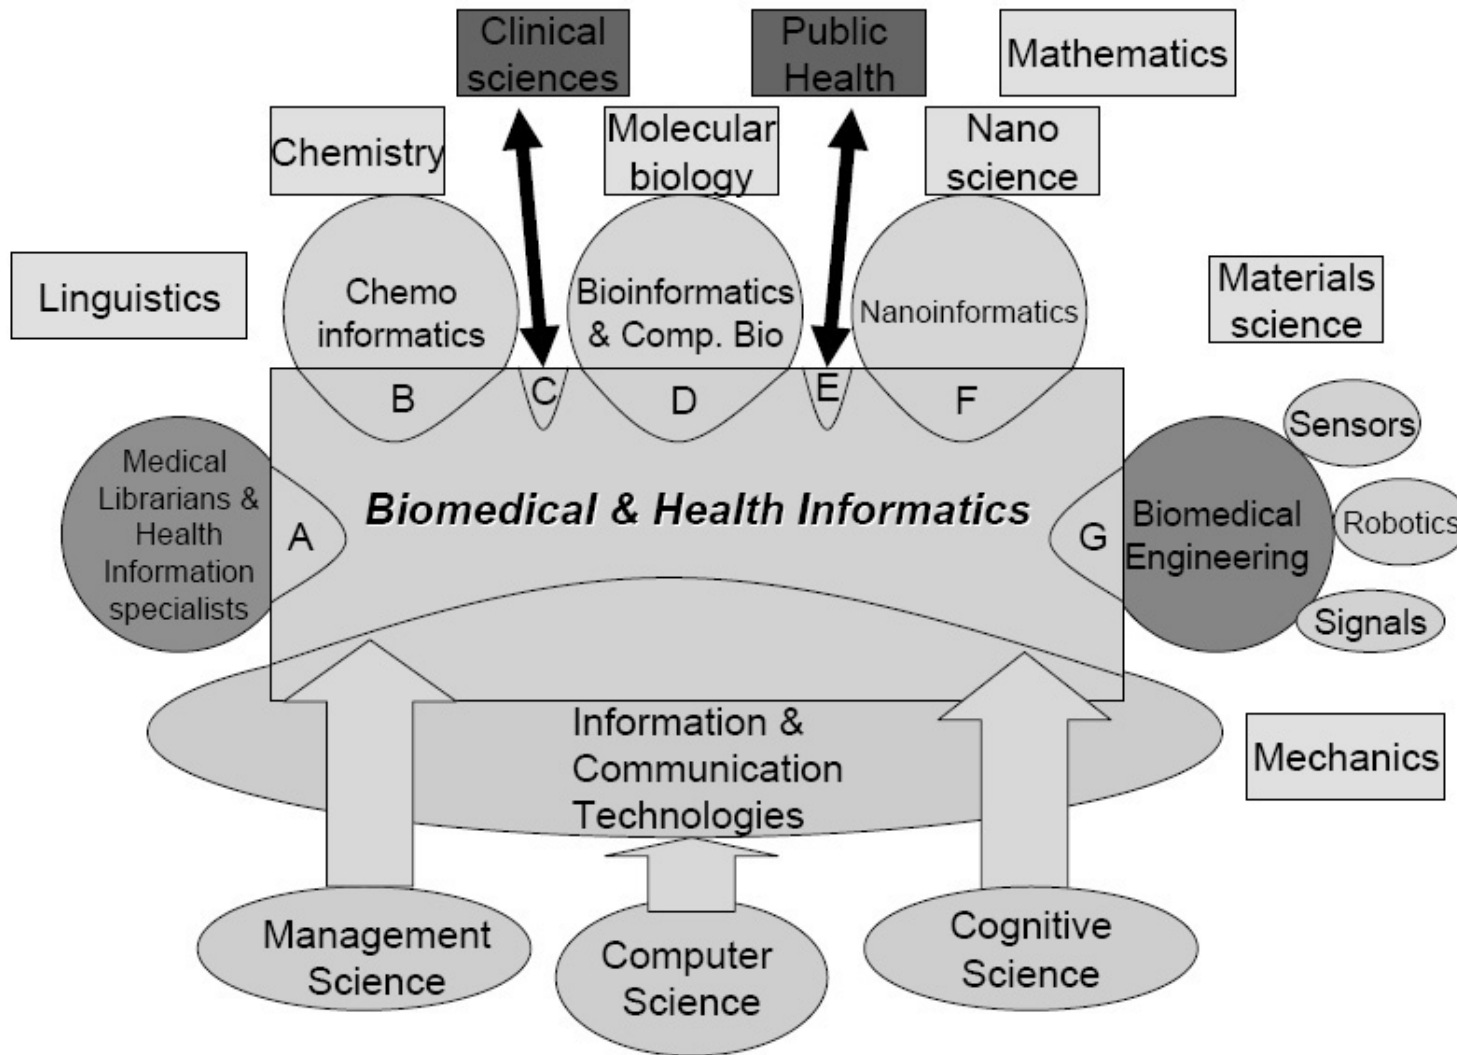 Clinical
sciences
Public
Health
Mathematics
Chemistry
Molecular
biology
Nano
science
Linguistics
Chemo
informatics
Bioinformatics
& Comp. Bio
Nanoinformatics
Materials
science
B
C
D
E
F
Sensors
Medical
Librarians &
Health
Information
specialists
A
Biomedical & Health Informatics
G
Biomedical
Engineering
Robotics
Signals
Information &
Communication
Technologies
Mechanics
Management
Science
Computer
Science
Cognitive
Science